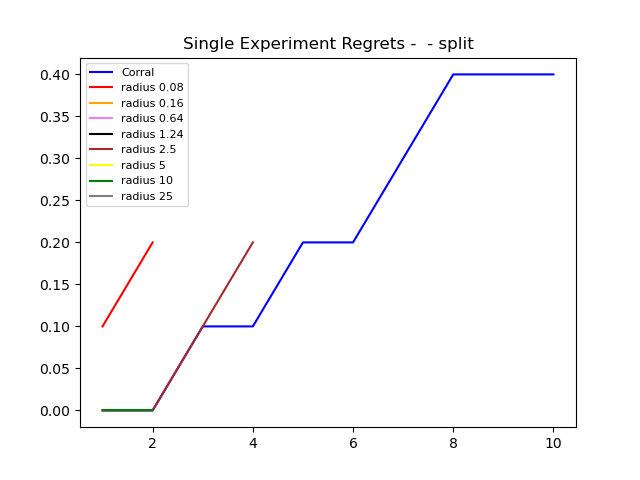 Single Experiment Regrets -  - split
0.40
0.35
0.30
0.25
0.20
0.15
0.10
0.05
0.00
Corral
radius 0.08
radius 0.16
radius 0.64
radius 1.24
radius 2.5
radius 5
radius 10
radius 25
2 4 6 8 10